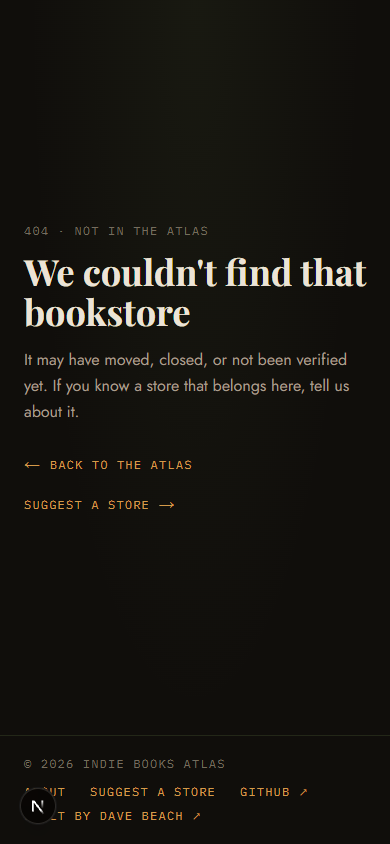 404 · NOT IN THE ATLAS
We couldn't find that
bookstore
It may have moved, closed, or not been verified
yet. If you know a store that belongs here, tell us
about it.
← BACK TO THE ATLAS
SUGGEST A STORE →
© 2026 INDIE BOOKS ATLAS
SUGGEST A STORE GITHUB ↗
N
BY DAVE BEACH ↗